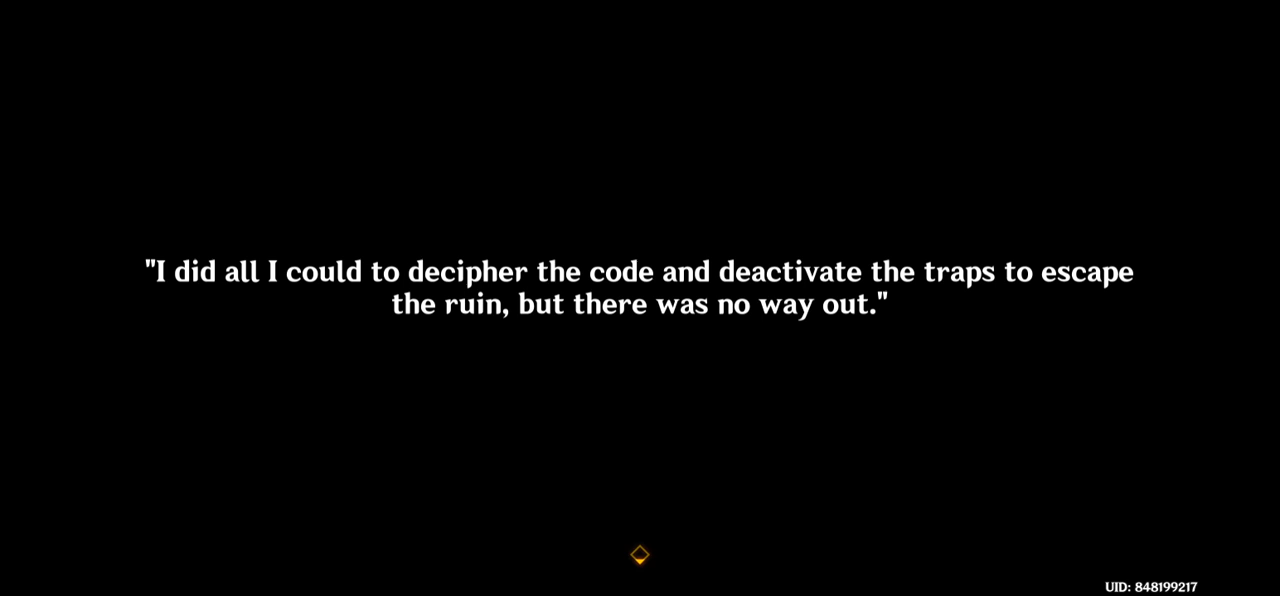 "I did all I could to decipher the code and deactivate the traps to escape
the ruin, but there was no way out."
UID: 848199217